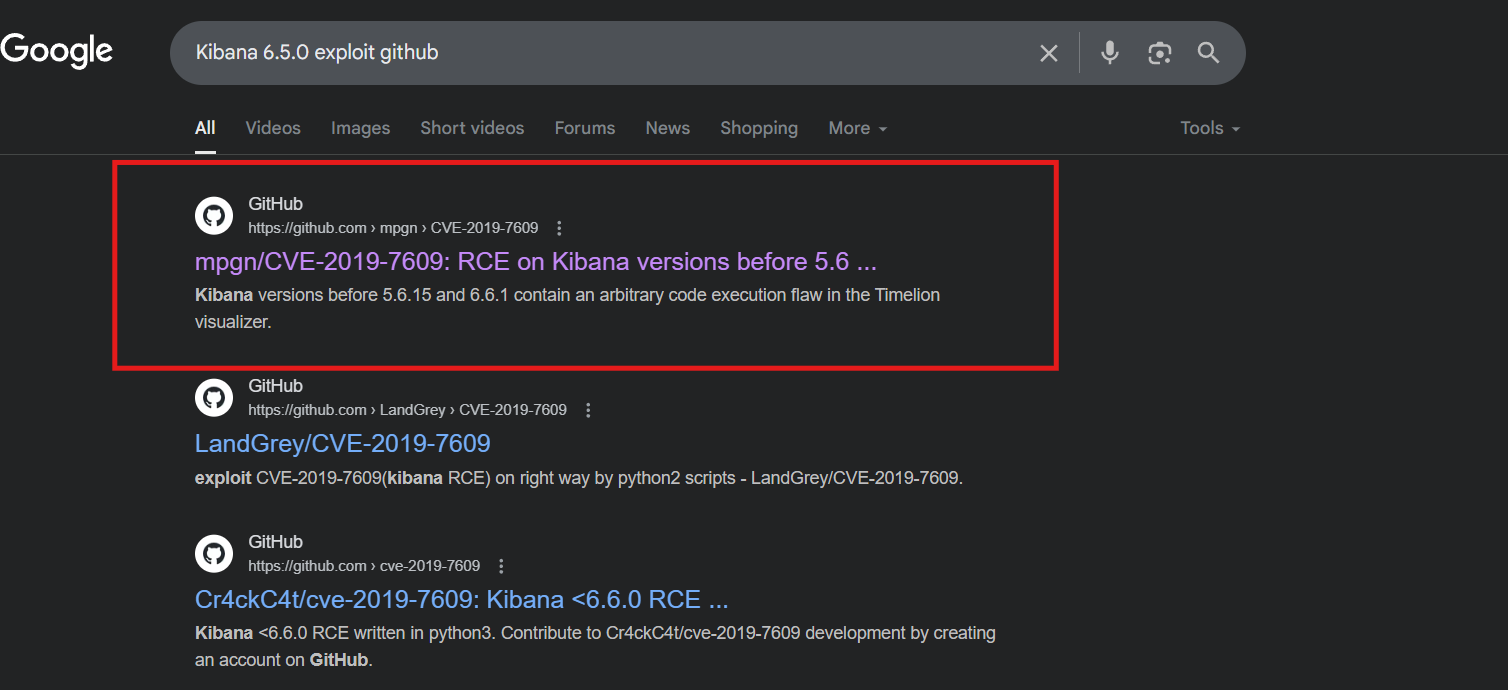 Google
Kibana 6.5.0 exploit github
All Videos Images Short videos Forums News Shopping More Tools
GitHub
https://github.com › mpgn › CVE-2019-7609
mpgn/CVE-2019-7609: RCE on Kibana versions before 5.6 ...
Kibana versions before 5.6.15 and 6.6.1 contain an arbitrary code execution flaw in the Timelion
visualizer.
GitHub
https://github.com › LandGrey › CVE-2019-7609
LandGrey/CVE-2019-7609
exploit CVE-2019-7609(kibana RCE) on right way by python2 scripts - LandGrey/CVE-2019-7609.
GitHub
https://github.com › cve-2019-7609
Cr4ckC4t/cve-2019-7609: Kibana <6.6.0 RCE ...
Kibana <6.6.0 RCE written in python3. Contribute to Cr4ckC4t/cve-2019-7609 development by creating
an account on GitHub.